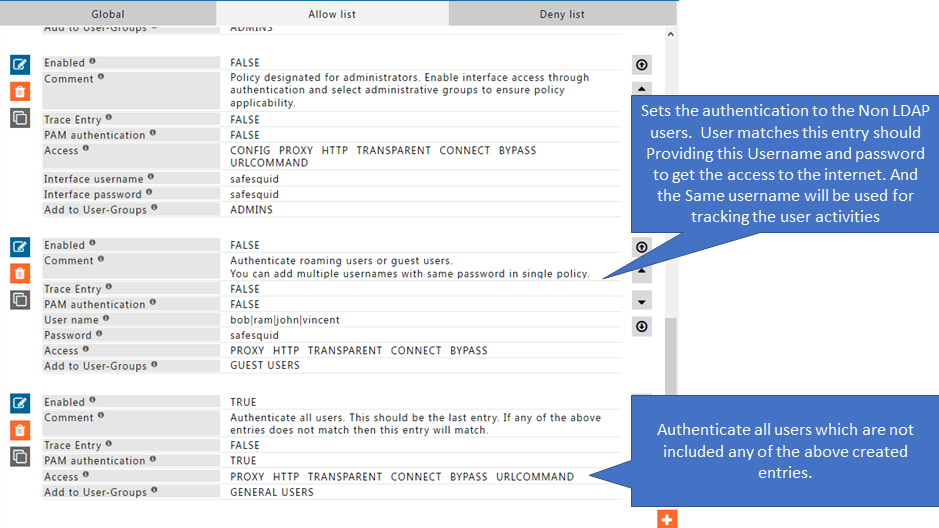 Global Allow list Deny list
Add to User-Groups ADMINS
Enabled FALSE
Comment Policy designated for administrators. Enable interface access through
authentication and select administrative groups to ensure policy
applicability.
Trace Entry FALSE
PAM authentication FALSE
Access CONFIG PROXY HTTP TRANSPARENT CONNECT BYPASS
URLCOMMAND
Interface username safesquid
Interface password safesquid
Add to User-Groups ADMINS
Sets the authentication to the Non LDAP
users. User matches this entry should
Providing this Username and password
to get the access to the internet. And
the Same username will be used for
tracking the user activities
Enabled FALSE
Comment Authenticate roaming users or guest users.
You can add multiple usernames with same password in single policy.
Trace Entry FALSE
PAM authentication FALSE
User name bob|ram|john|vincent
Password safesquid
Access PROXY HTTP TRANSPARENT CONNECT BYPASS
Add to User-Groups GUEST USERS
Enabled TRUE
Comment Authenticate all users. This should be the last entry. If any of the above
entries does not match then this entry will match.
Trace Entry FALSE
PAM authentication TRUE
Access PROXY HTTP TRANSPARENT CONNECT BYPASS URLCOMMAND
Add to User-Groups GENERAL USERS
Authenticate all users which are not
included any of the above created
entries.